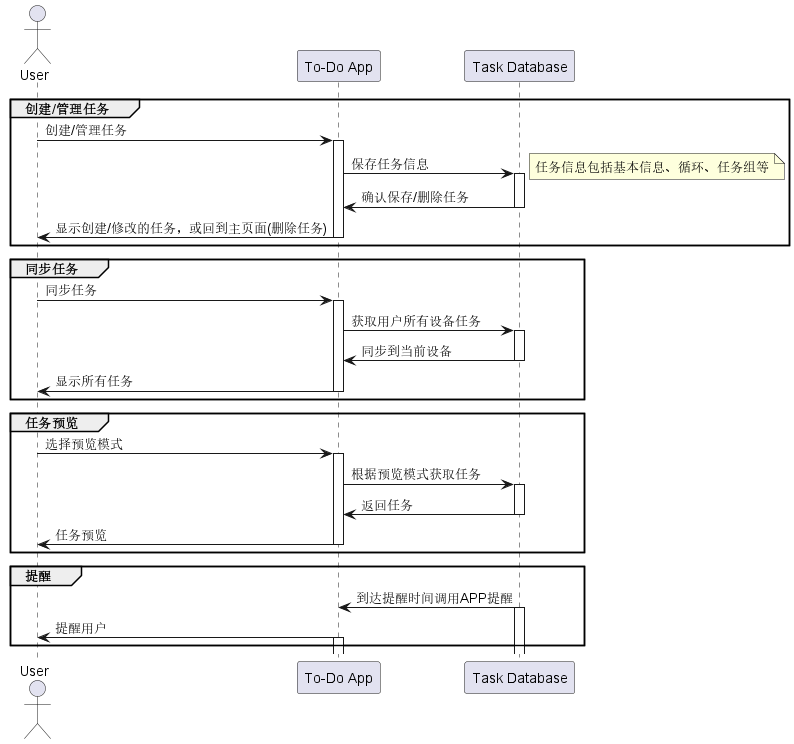 User
To-Do App
Task Database
创建/管理任务
创建/管理任务
保存任务信息
任务信息包括基本信息、循环、任务组等
确认保存/删除任务
显示创建/修改的任务，或回到主页面(删除任务)
同步任务
同步任务
获取用户所有设备任务
同步到当前设备
显示所有任务
任务预览
选择预览模式
根据预览模式获取任务
返回任务
任务预览
提醒
到达提醒时间调用APP提醒
提醒用户
User
To-Do App
Task Database